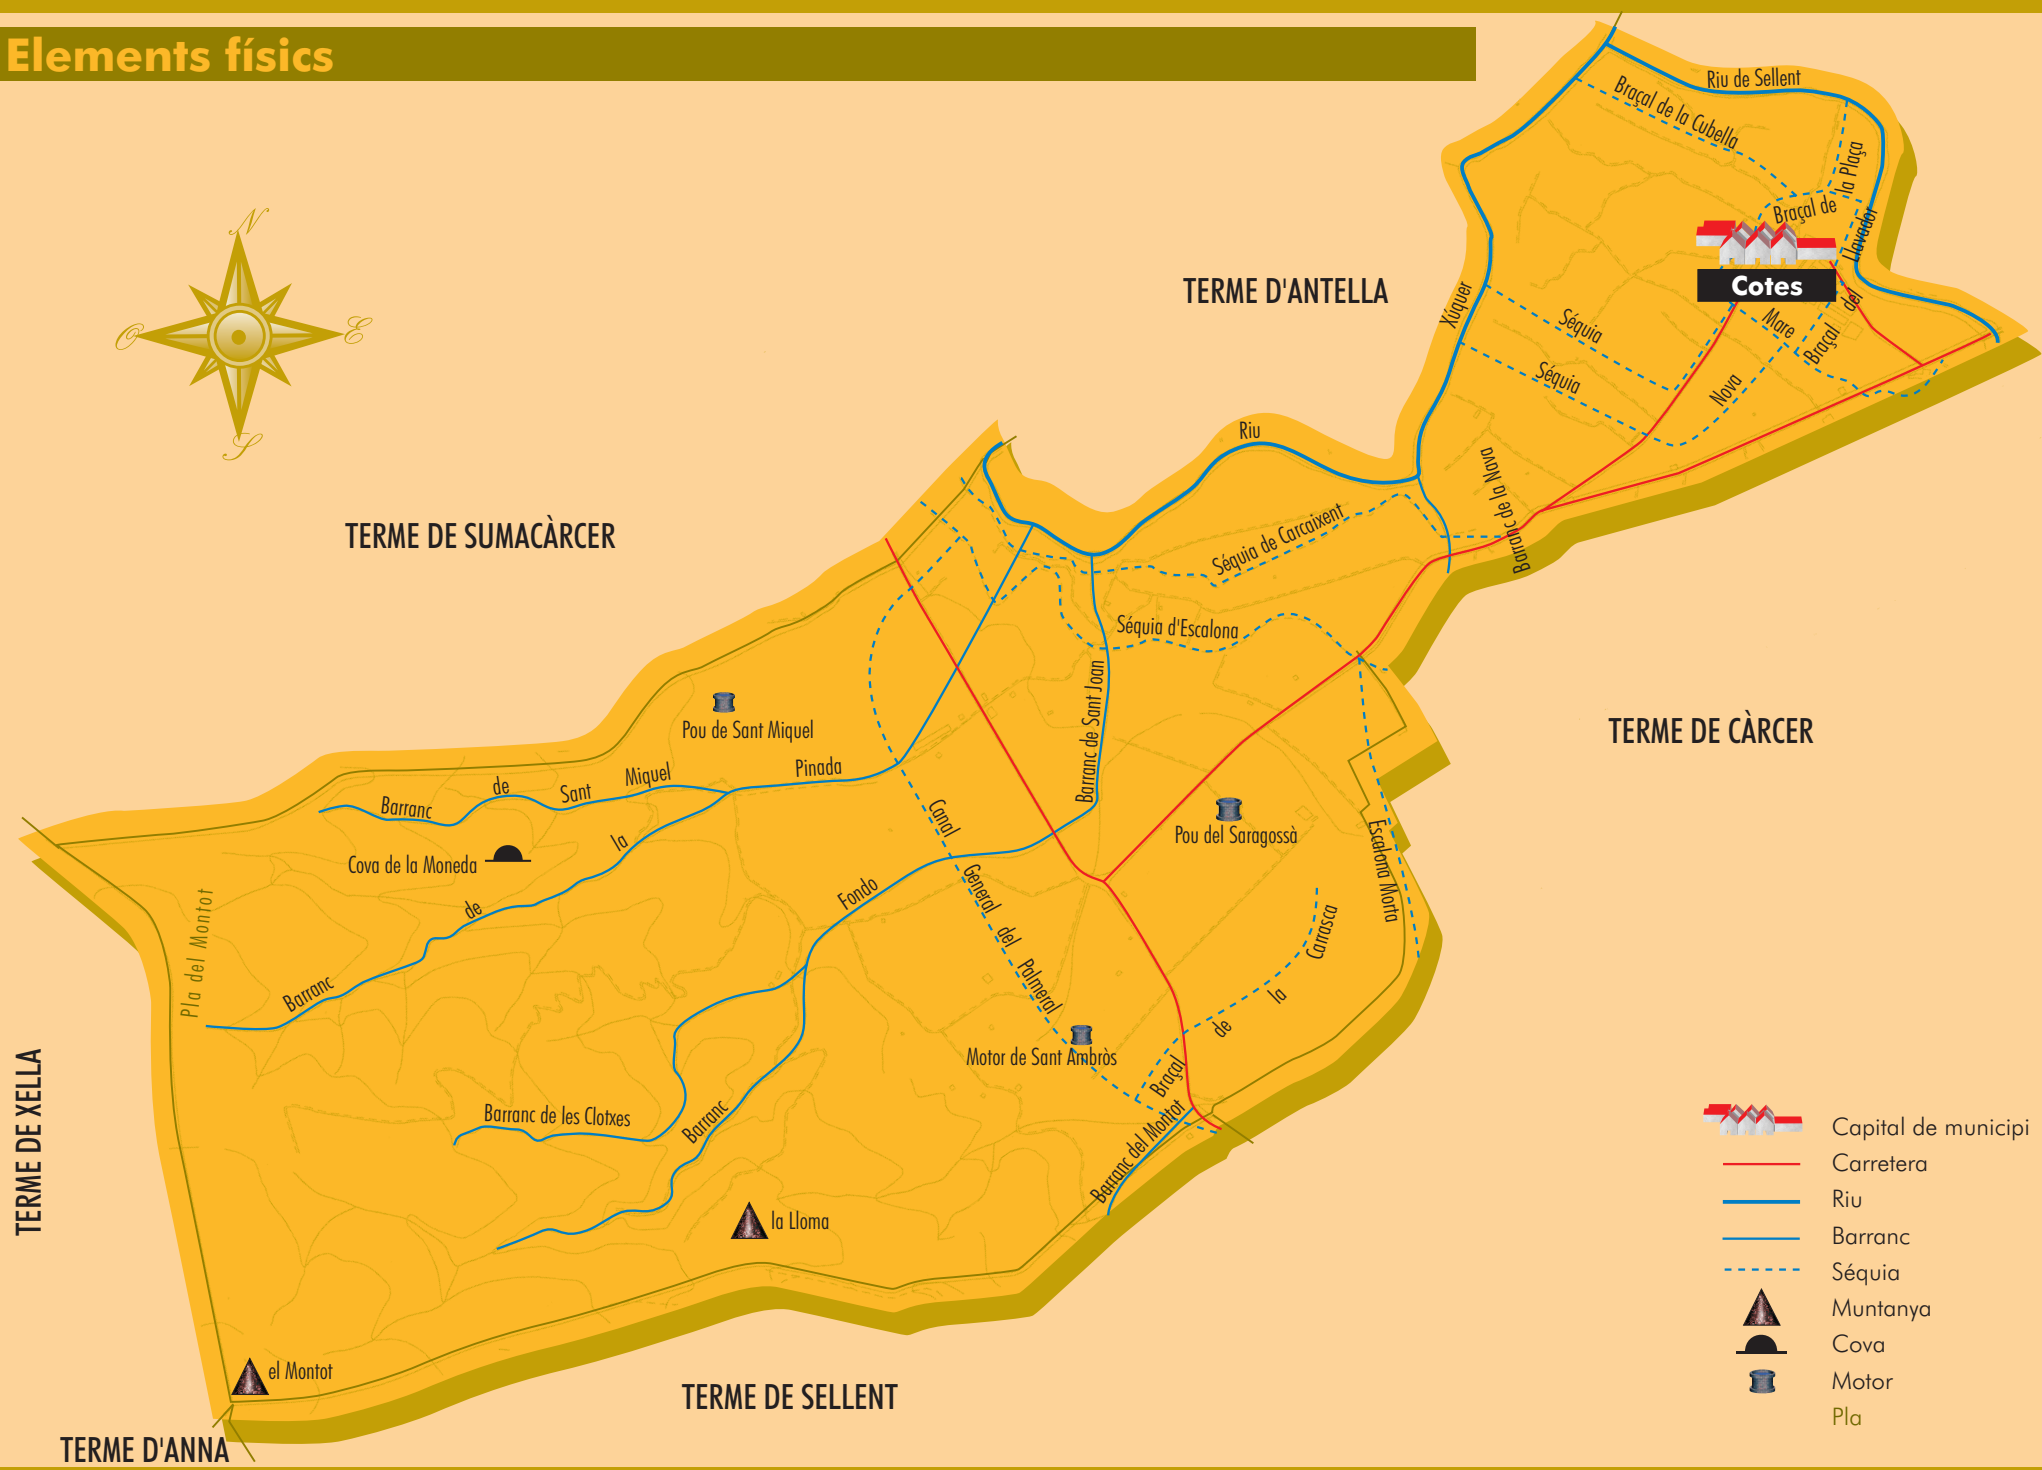 Elements físics
Riu de Sellent
Braçal de la Cubella
Braçal de la Plaça
Cotes
Braçal del Llavador
N
O
E
S
TERME D'ANTELLA
Riu Xúquer
Séquia Mare
Séquia Nova
Barranc de la Nava
TERME DE SUMACÀRCER
Séquia de Carcaixent
Séquia d'Escalona
Barranc de Sant Joan
TERME DE CÀRCER
Pou de Sant Miquel
Barranc de Sant Miquel
Barranc de la Pinada
Cova de la Moneda
Canal General del Palmeral
Pou del Saragossà
Escalona Morta
Pla del Montot
Barranc Fondo
Braçal de la Carrasca
Motor de Sant Ambròs
Barranc de les Clotxes
Barranc del Montot
TERME DE XELLA
la Lloma
el Montot
TERME DE SELLENT
TERME D'ANNA
Capital de municipi
Carretera
Riu
Barranc
Séquia
Muntanya
Cova
Motor
Pla